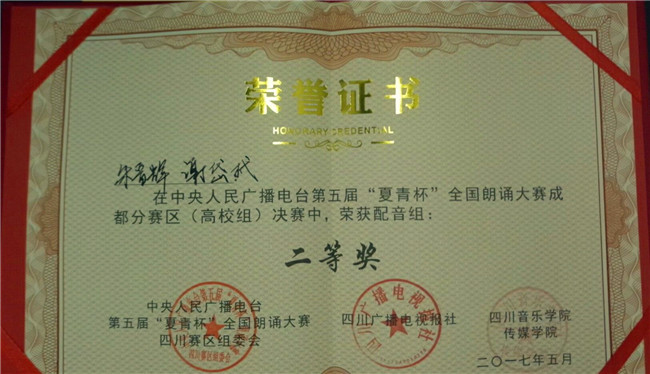 荣誉证书
HONORARY CREDENTIAL
在中央人民广播电台第五届“夏青杯”全国朗诵大赛成
都分赛区（高校组）决赛中，荣获配音组：
二等奖
中央人民广播电台
第五届“夏青杯”全国朗诵大赛
四川赛区组委会
四川广播电视报社
四川音乐学院
传媒学院
二〇一七年五月